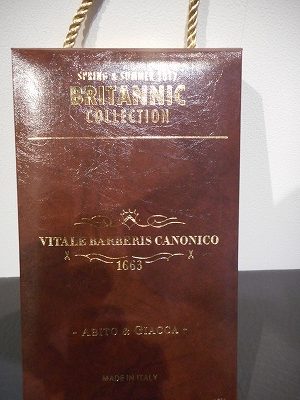 SPRING & SUMMER 2017
BRITANNIC
COLLECTION
VITALE BARBERIS CANONICO
1663
- ABITO & GIACCA -
MADE IN ITALY